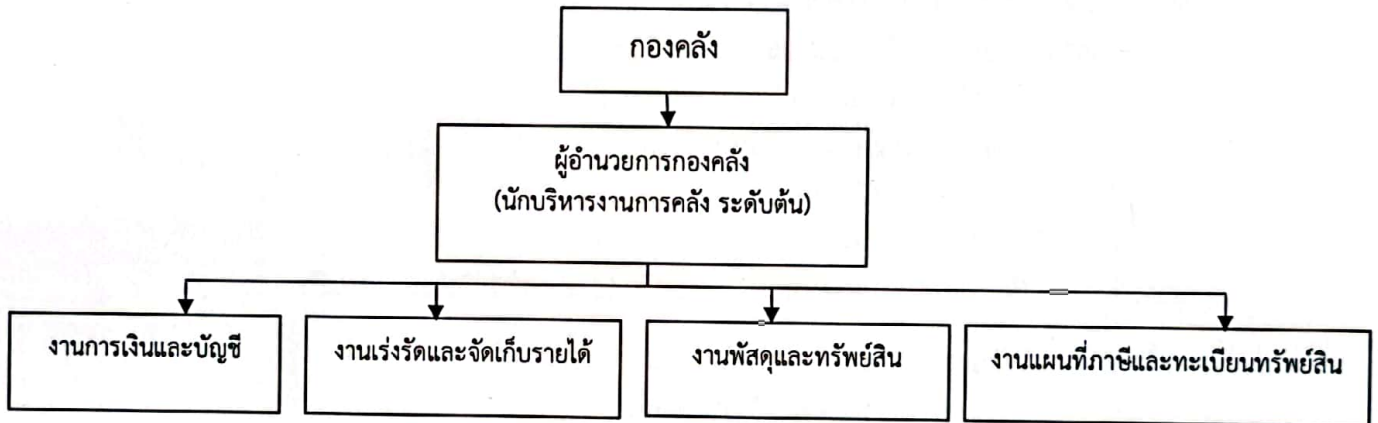 กองคลัง
ผู้อำนวยการกองคลัง
(นักบริหารงานการคลัง ระดับต้น)
งานการเงินและบัญชี
งานเร่งรัดและจัดเก็บรายได้
งานพัสดุและทรัพย์สิน
งานแผนที่ภาษีและทะเบียนทรัพย์สิน